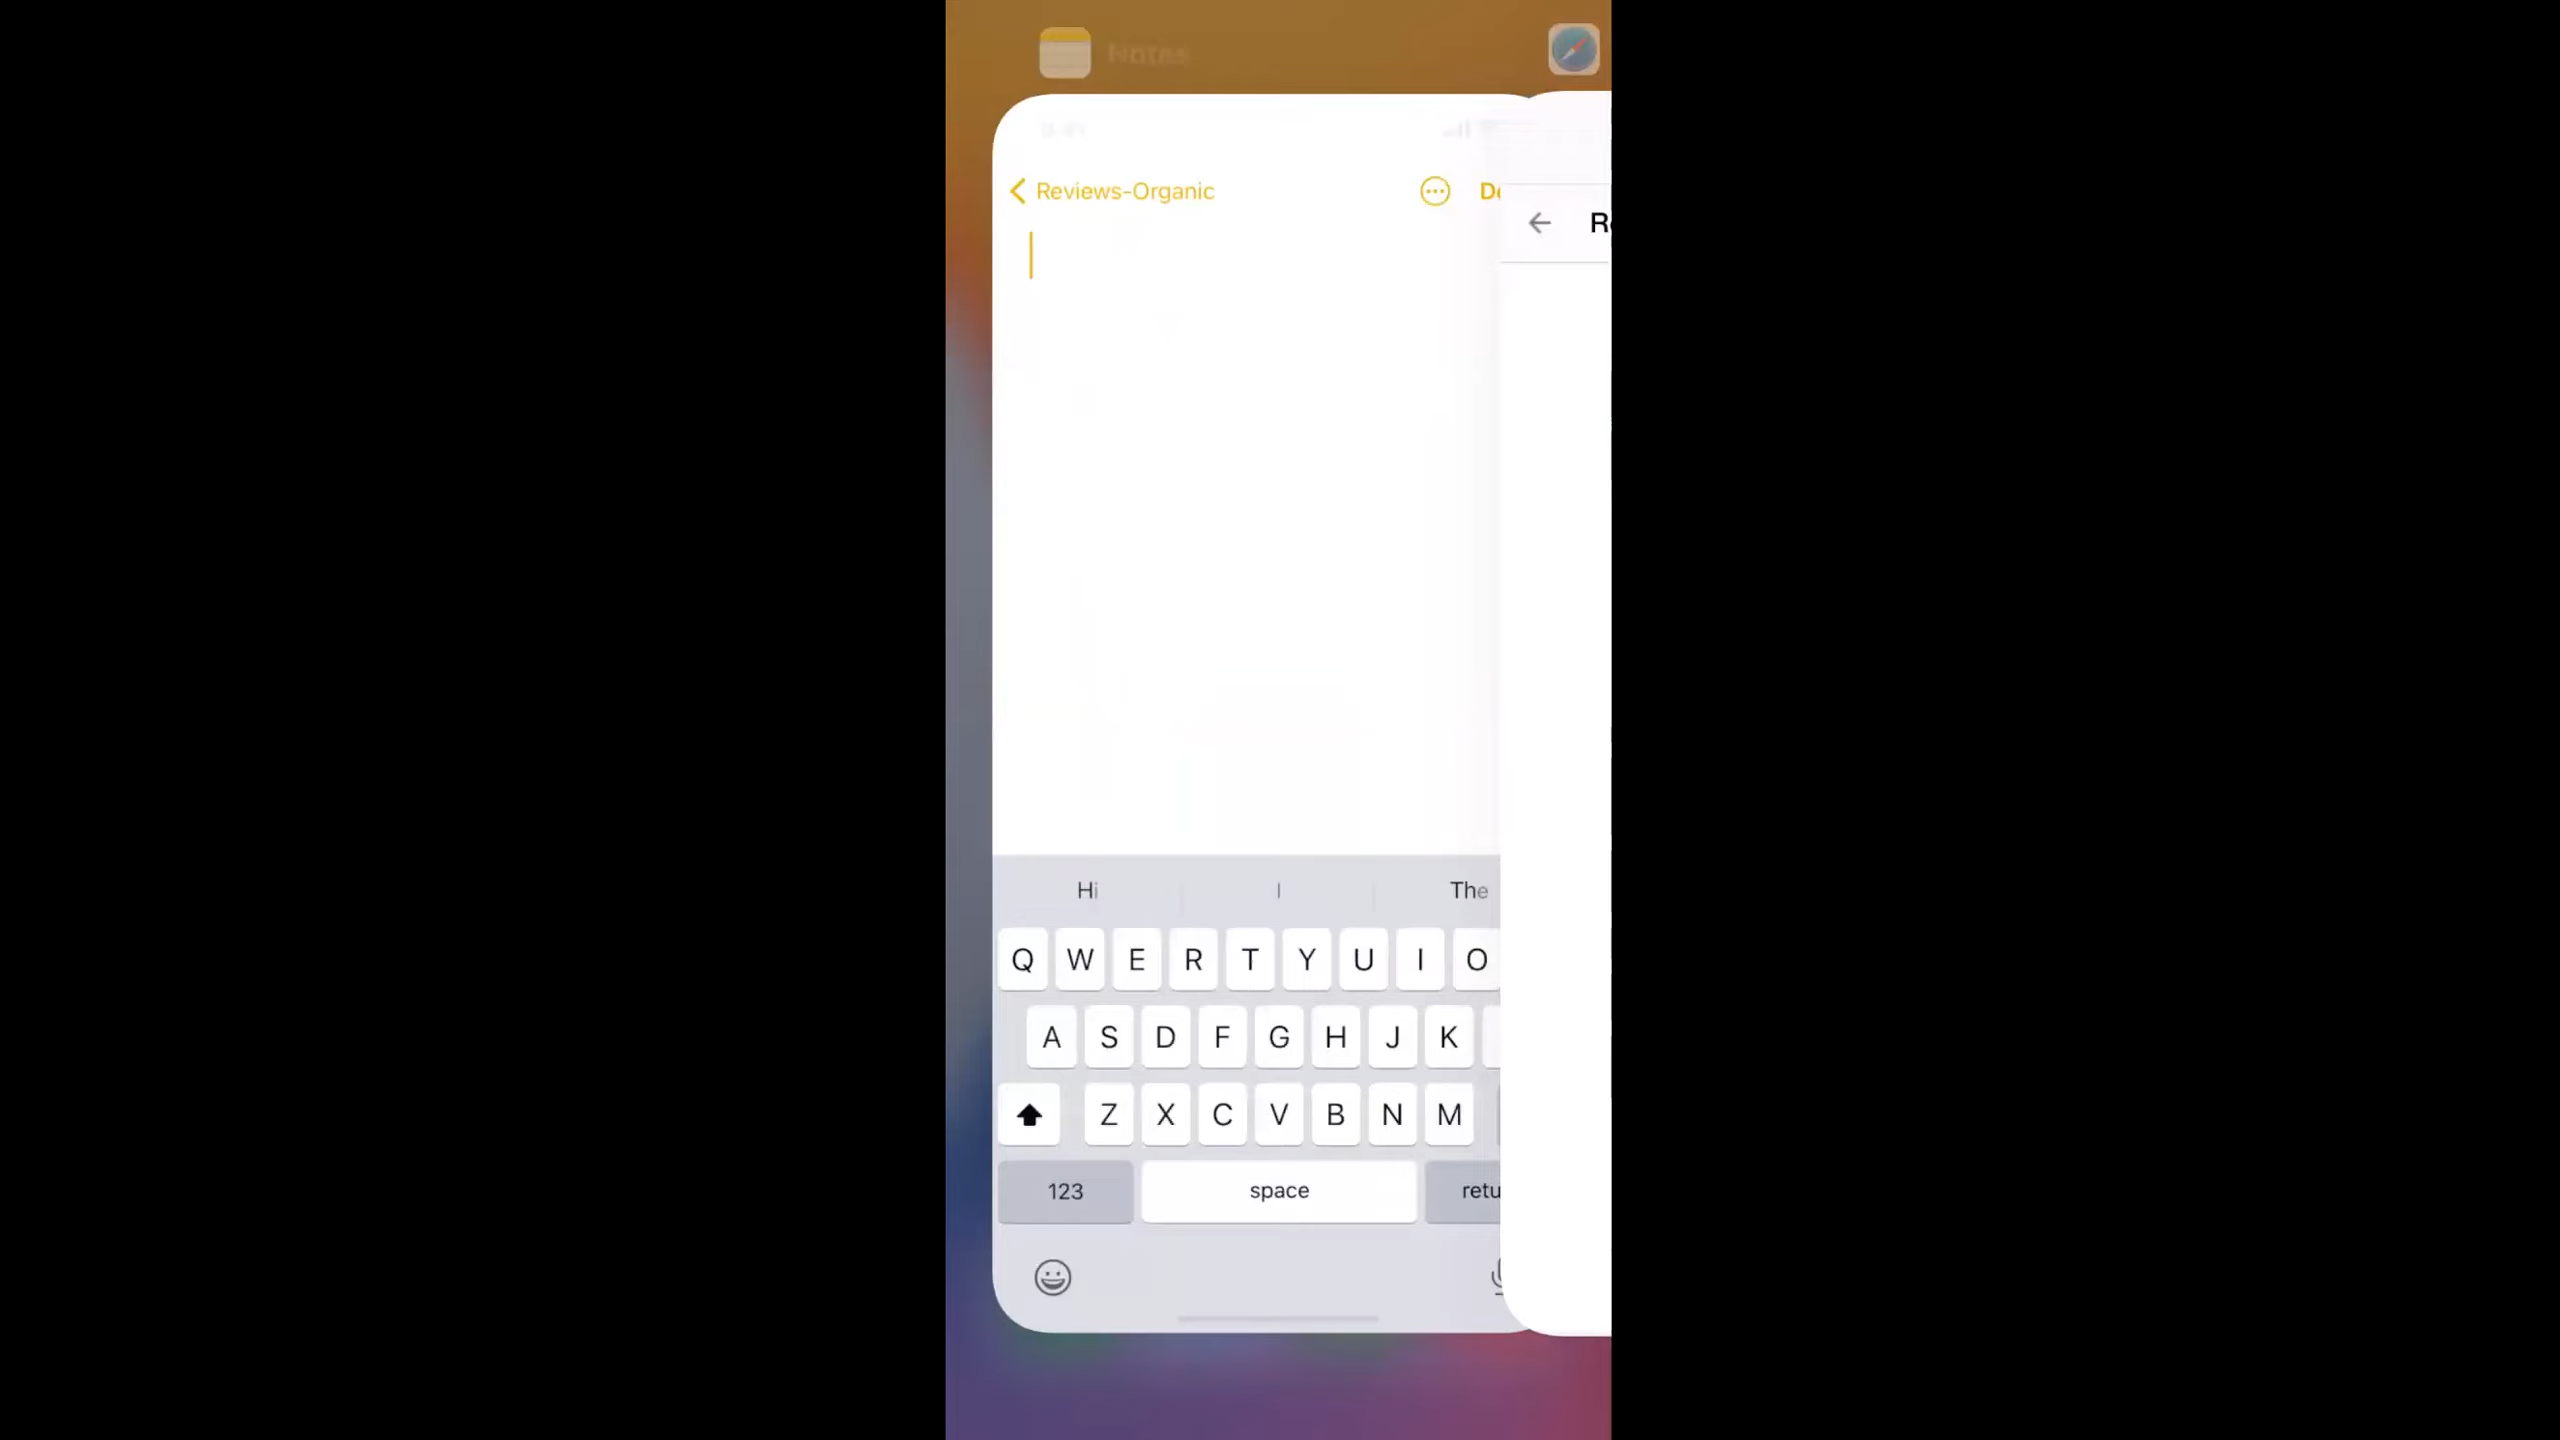 Notes
Reviews-Organic
Hi
I
The
Q W E R T Y U I O
A S D F G H J K
Z X C V B N M
123
space